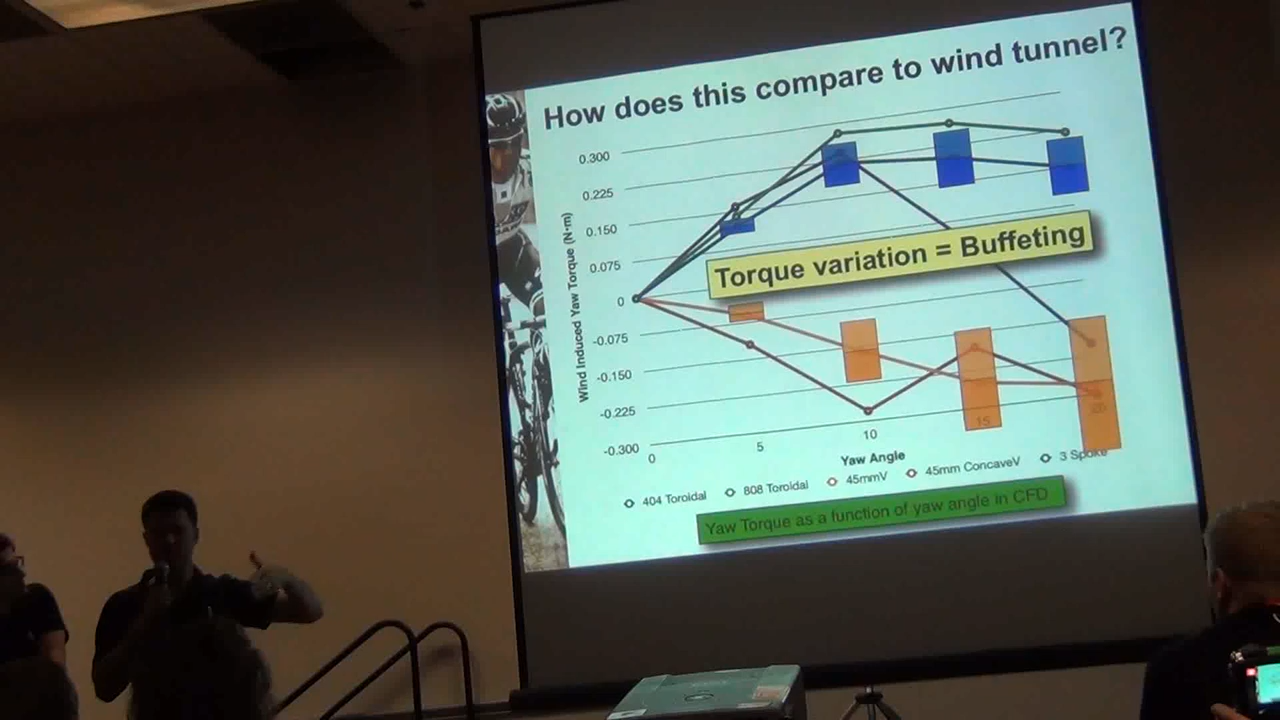 How does this compare to wind tunnel?
0.300
0.225
0.150
0.075
0
-0.075
-0.150
-0.225
-0.300
Wind Induced Yaw Torque (N•m)
Torque variation = Buffeting
0
5
10
15
20
Yaw Angle
404 Toroidal 808 Toroidal 45mmV 45mm ConcaveV 3 Spoke
Yaw Torque as a function of yaw angle in CFD